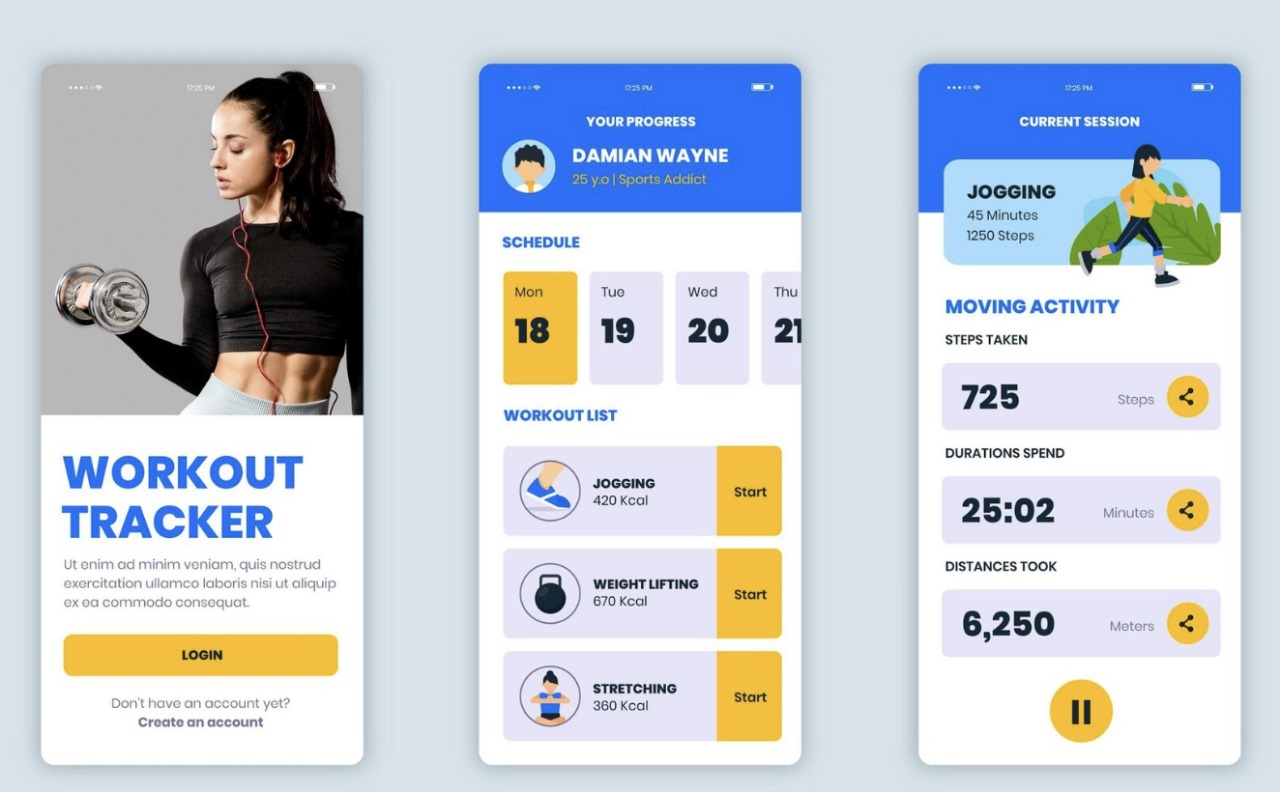 17:25 PM
WORKOUT
TRACKER
Ut enim ad minim veniam, quis nostrud
exercitation ullamco laboris nisi ut aliquip
ex ea commodo consequat.
LOGIN
Don't have an account yet?
Create an account
17:25 PM
YOUR PROGRESS
DAMIAN WAYNE
25 y.o | Sports Addict
SCHEDULE
Mon Tue Wed Thu
18 19 20 21
WORKOUT LIST
JOGGING
420 Kcal
Start
WEIGHT LIFTING
670 Kcal
Start
STRETCHING
360 Kcal
Start
17:25 PM
CURRENT SESSION
JOGGING
45 Minutes
1250 Steps
MOVING ACTIVITY
STEPS TAKEN
725 Steps
DURATIONS SPEND
25:02 Minutes
DISTANCES TOOK
6,250 Meters